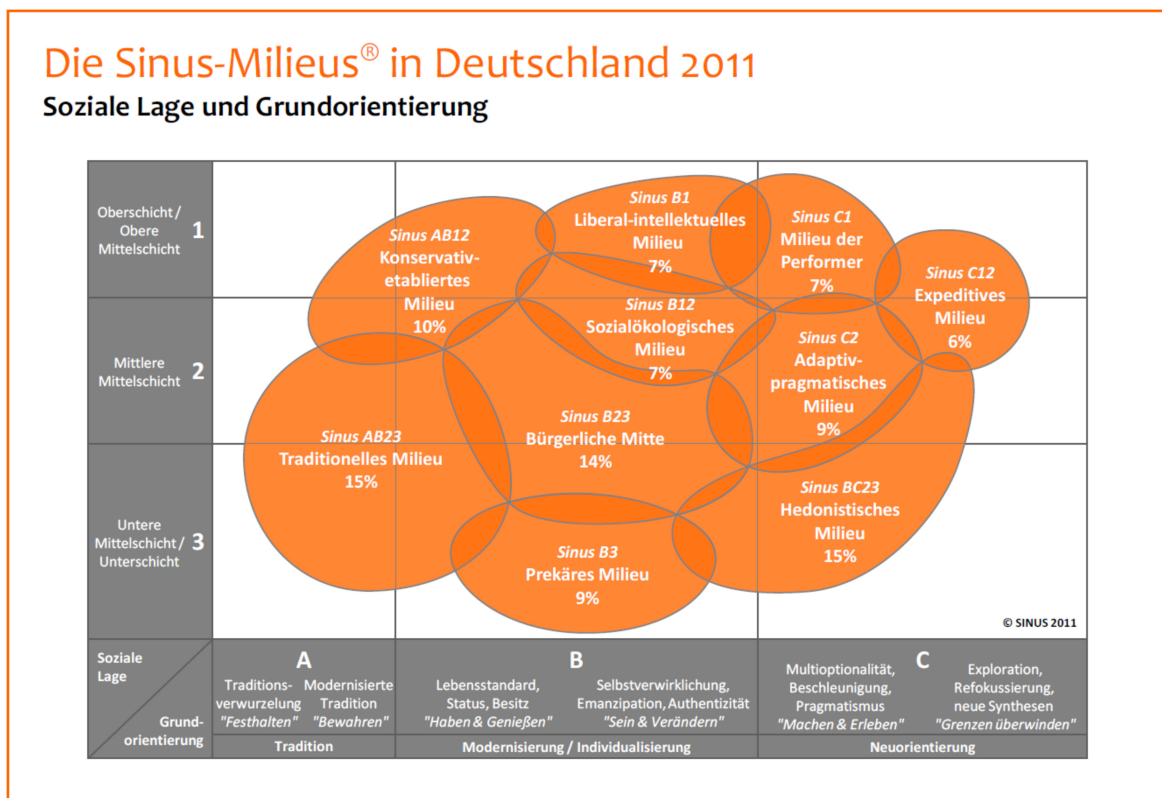 Die Sinus-Milieus® in Deutschland 2011
Soziale Lage und Grundorientierung
Oberschicht /
Obere
Mittelschicht
1
Mittlere
Mittelschicht
2
Untere
Mittelschicht /
Unterschicht
3
Sinus AB12
Konservativ-
etabliertes
Milieu
10%
Sinus B1
Liberal-intellektuelles
Milieu
7%
Sinus C1
Milieu der
Performer
7%
Sinus C12
Expeditives
Milieu
6%
Sinus B12
Sozialökologisches
Milieu
7%
Sinus C2
Adaptiv-
pragmatisches
Milieu
9%
Sinus AB23
Traditionelles Milieu
15%
Sinus B23
Bürgerliche Mitte
14%
Sinus BC23
Hedonistisches
Milieu
15%
Sinus B3
Prekäres Milieu
9%
© SINUS 2011
Soziale
Lage
Grund-
orientierung
A
Traditions-
verwurzelung
"Festhalten"
Modernisierte
Tradition
"Bewahren"
Tradition
B
Lebensstandard,
Status, Besitz
"Haben & Genießen"
Selbstverwirklichung,
Emanzipation, Authentizität
"Sein & Verändern"
Modernisierung / Individualisierung
C
Multioptionalität,
Beschleunigung,
Pragmatismus
"Machen & Erleben"
Exploration,
Refokussierung,
neue Synthesen
"Grenzen überwinden"
Neuorientierung